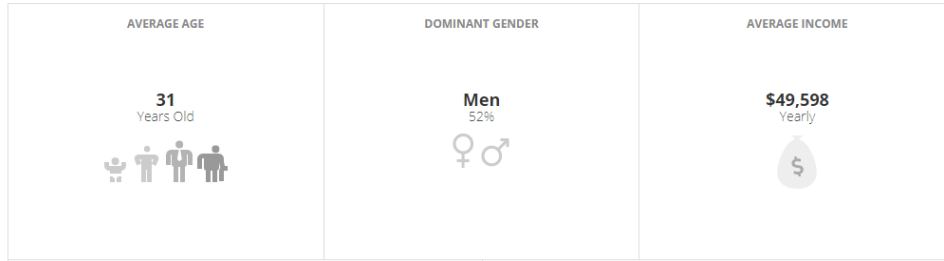 AVERAGE AGE
31
Years Old
DOMINANT GENDER
Men
52%
AVERAGE INCOME
$49,598
Yearly
$